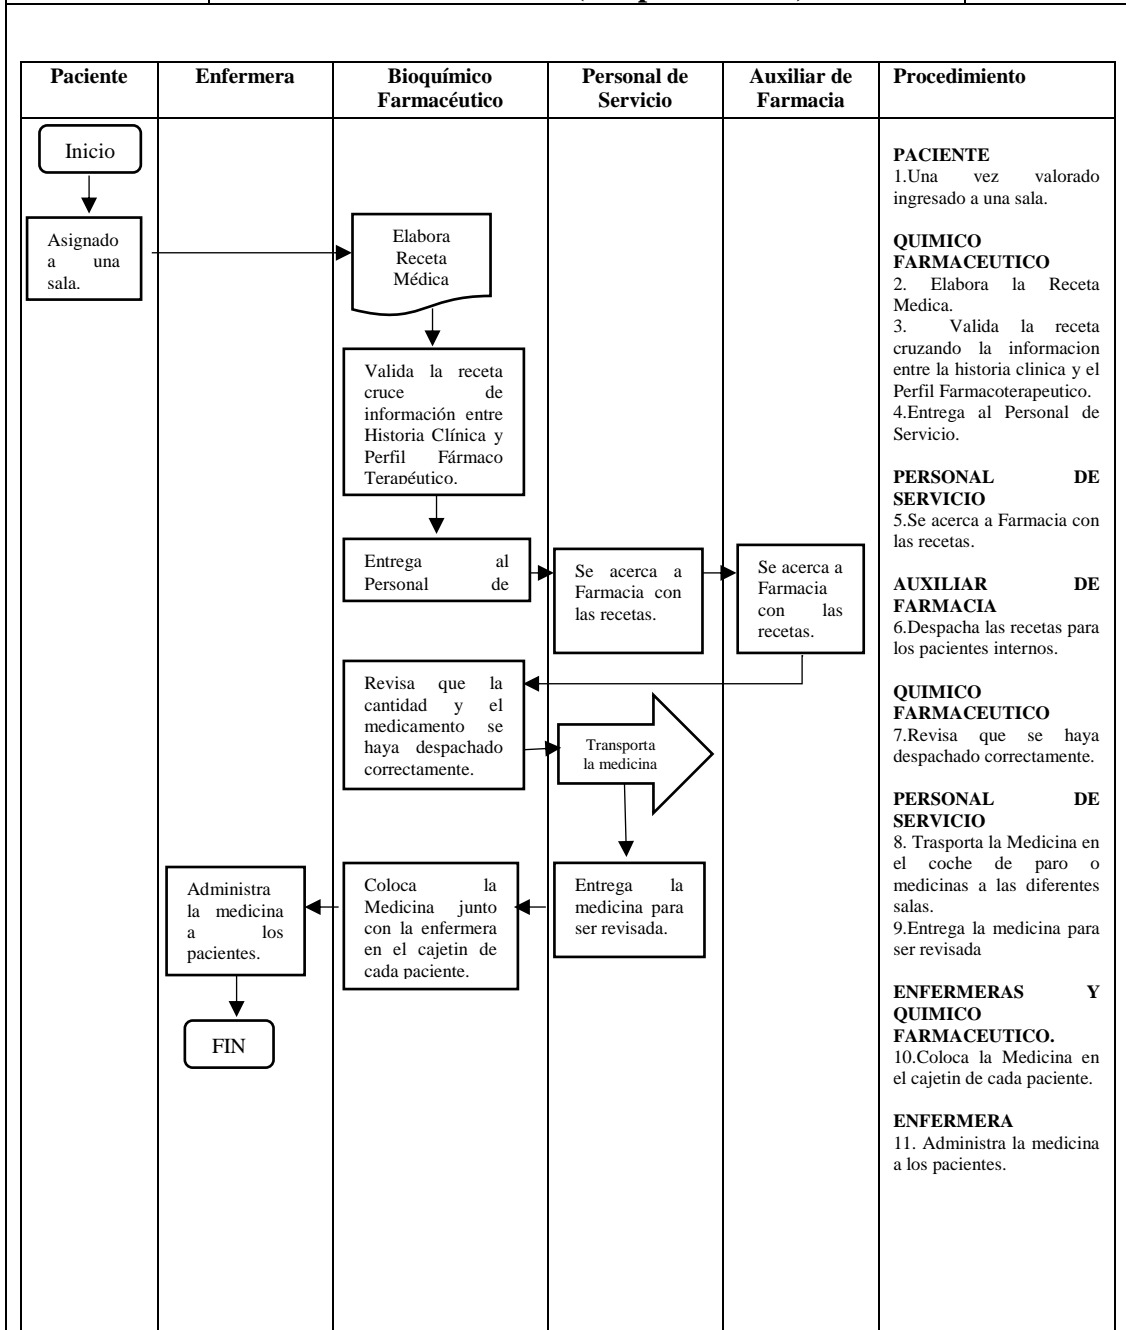 Paciente
Enfermera
Bioquímico
Farmacéutico
Personal de
Servicio
Auxiliar de
Farmacia
Procedimiento
Inicio
Asignado
a una
sala.
Elabora
Receta
Médica
Valida la receta
cruce de
información entre
Historia Clínica y
Perfil Fármaco
Terapéutico.
Entrega al
Personal de
Se acerca a
Farmacia con
las recetas.
Se acerca a
Farmacia
con las
recetas.
Revisa que la
cantidad y el
medicamento se
haya despachado
correctamente.
Transporta
la medicina
Entrega la
medicina para
ser revisada.
Coloca la
Medicina junto
con la enfermera
en el cajetin de
cada paciente.
Administra
la medicina
a los
pacientes.
FIN
PACIENTE
1.Una vez valorado
ingresado a una sala.
QUIMICO
FARMACEUTICO
2. Elabora la Receta
Medica.
3. Valida la receta
cruzando la informacion
entre la historia clinica y el
Perfil Farmacoterapeutico.
4.Entrega al Personal de
Servicio.
PERSONAL DE
SERVICIO
5.Se acerca a Farmacia con
las recetas.
AUXILIAR DE
FARMACIA
6.Despacha las recetas para
los pacientes internos.
QUIMICO
FARMACEUTICO
7.Revisa que se haya
despachado correctamente.
PERSONAL DE
SERVICIO
8. Trasporta la Medicina en
el coche de paro o
medicinas a las diferentes
salas.
9.Entrega la medicina para
ser revisada
ENFERMERAS Y
QUIMICO
FARMACEUTICO.
10.Coloca la Medicina en
el cajetin de cada paciente.
ENFERMERA
11. Administra la medicina
a los pacientes.